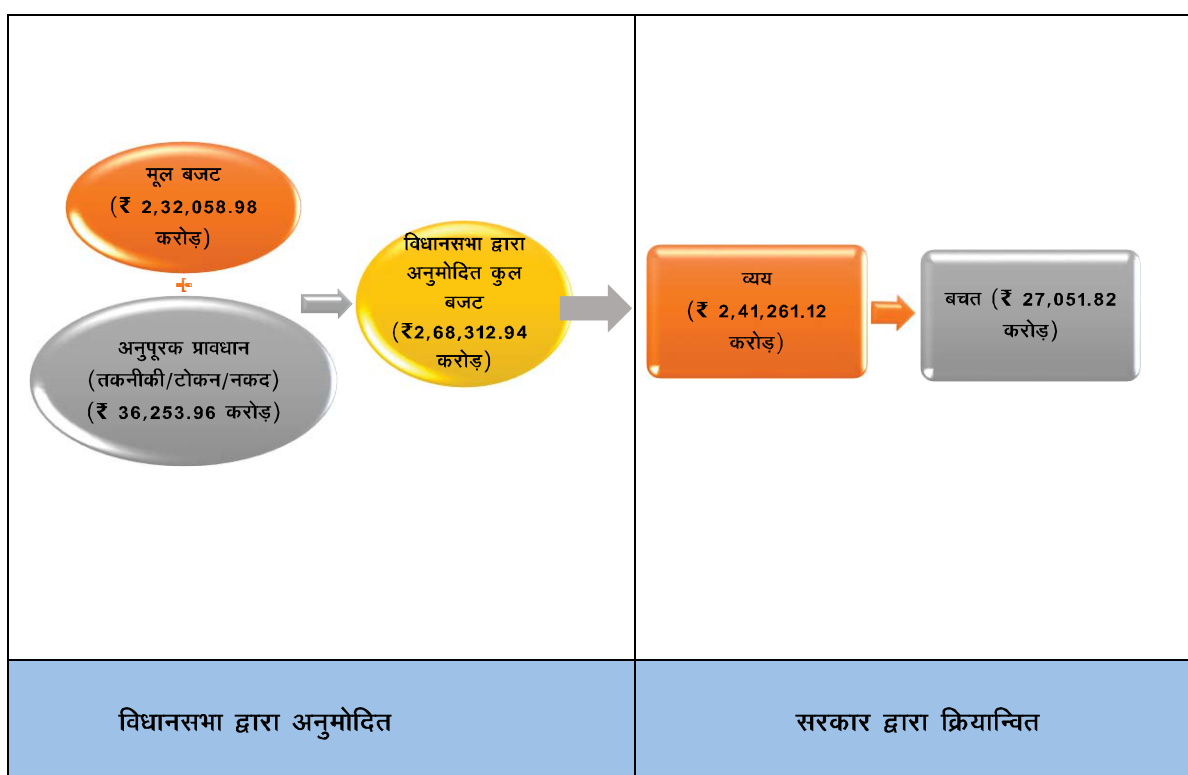 मूल बजट
(₹ 2,32,058.98
करोड़)
+
अनुपूरक प्रावधान
(तकनीकी/टोकन/नकद)
(₹ 36,253.96 करोड़)
विधानसभा द्वारा
अनुमोदित कुल
बजट
(₹2,68,312.94
करोड़)
व्यय
(₹ 2,41,261.12
करोड़)
बचत (₹ 27,051.82
करोड़)
विधानसभा द्वारा अनुमोदित
सरकार द्वारा क्रियान्वित